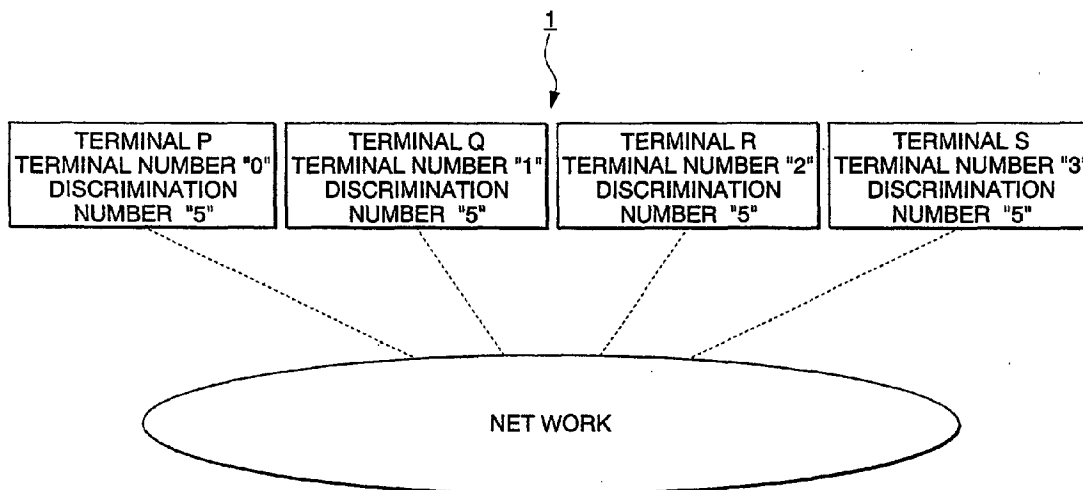 1
TERMINAL P
TERMINAL NUMBER "0"
DISCRIMINATION
NUMBER "5"
TERMINAL Q
TERMINAL NUMBER "1"
DISCRIMINATION
NUMBER "5"
TERMINAL R
TERMINAL NUMBER "2"
DISCRIMINATION
NUMBER "5"
TERMINAL S
TERMINAL NUMBER "3"
DISCRIMINATION
NUMBER "5"
NET WORK